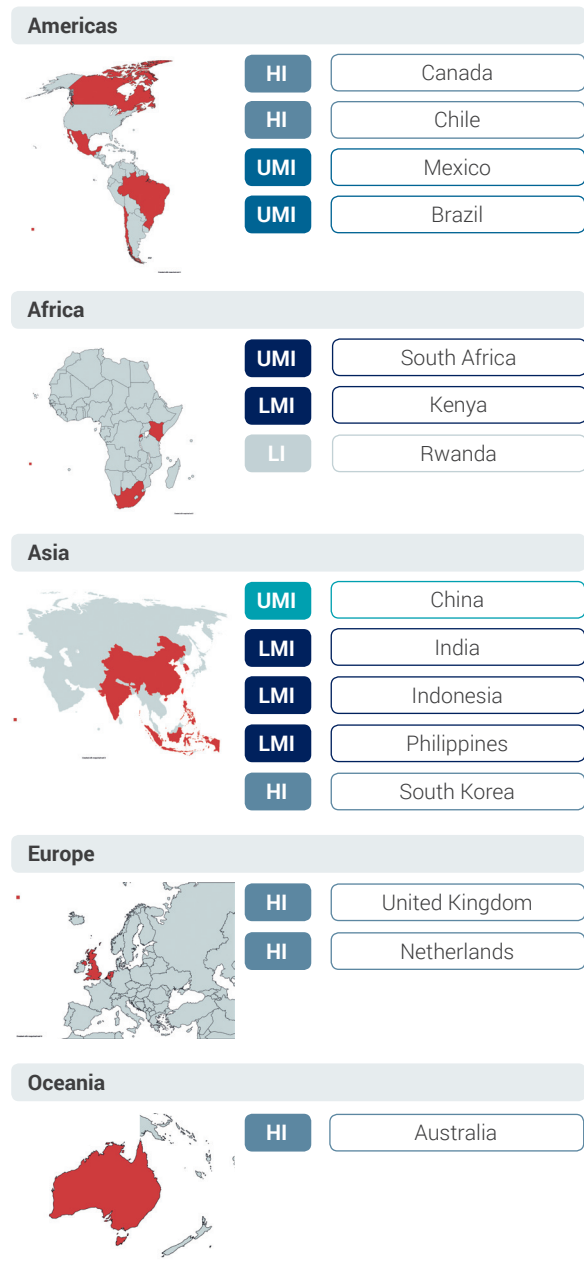 Americas
HI Canada
HI Chile
UMI Mexico
UMI Brazil
Africa
UMI South Africa
LMI Kenya
LI Rwanda
Asia
UMI China
LMI India
LMI Indonesia
LMI Philippines
HI South Korea
Europe
HI United Kingdom
HI Netherlands
Oceania
HI Australia